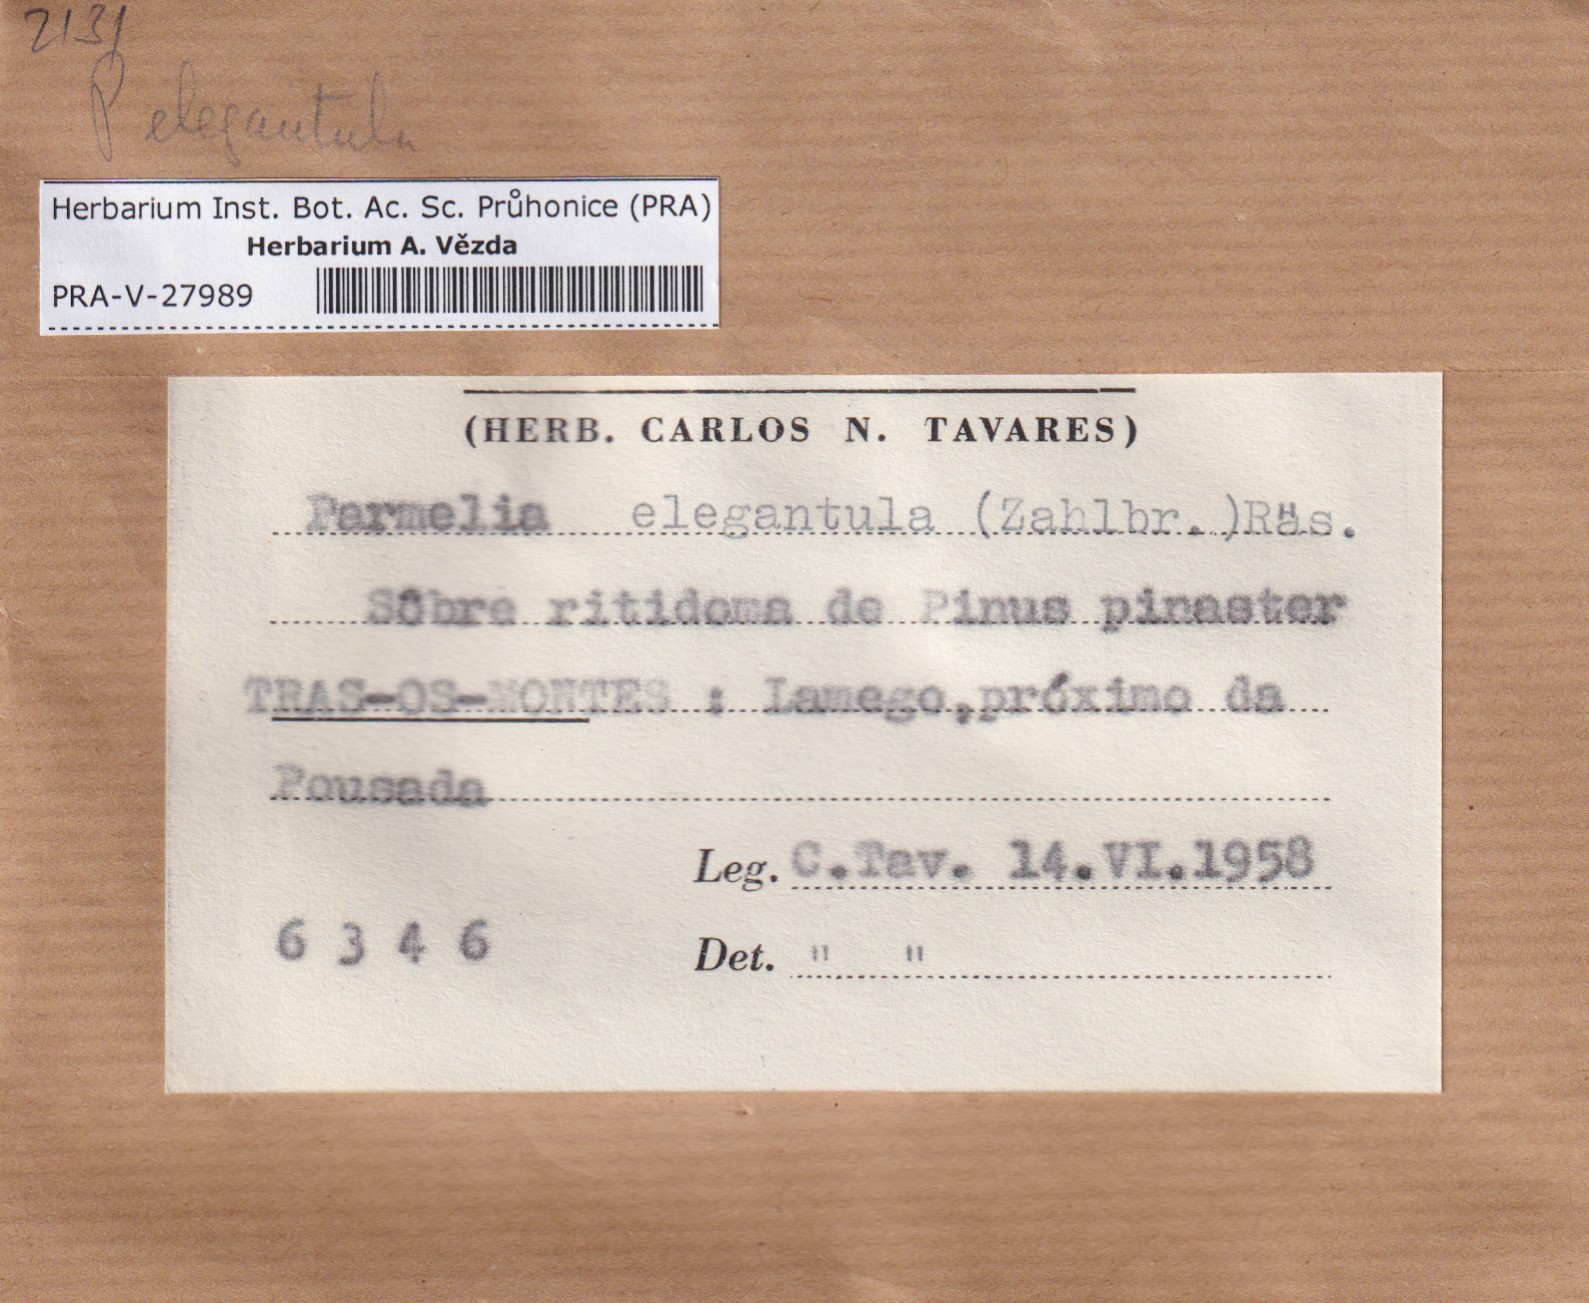 2131
P elegantula
Herbarium Inst. Bot. Ac. Sc. Průhonice (PRA)
Herbarium A. Vězda
PRA-V-27989
(HERB. CARLOS N. TAVARES)
Parmelia elegantula (Zahlbr.)Räs.
Sôbre ritidoma de Pinus pinaster
TRAS-OS-MONTES : Lamego,próximo da
Pousada
Leg. C.Tav. 14.VI.1958
6346
Det. " "